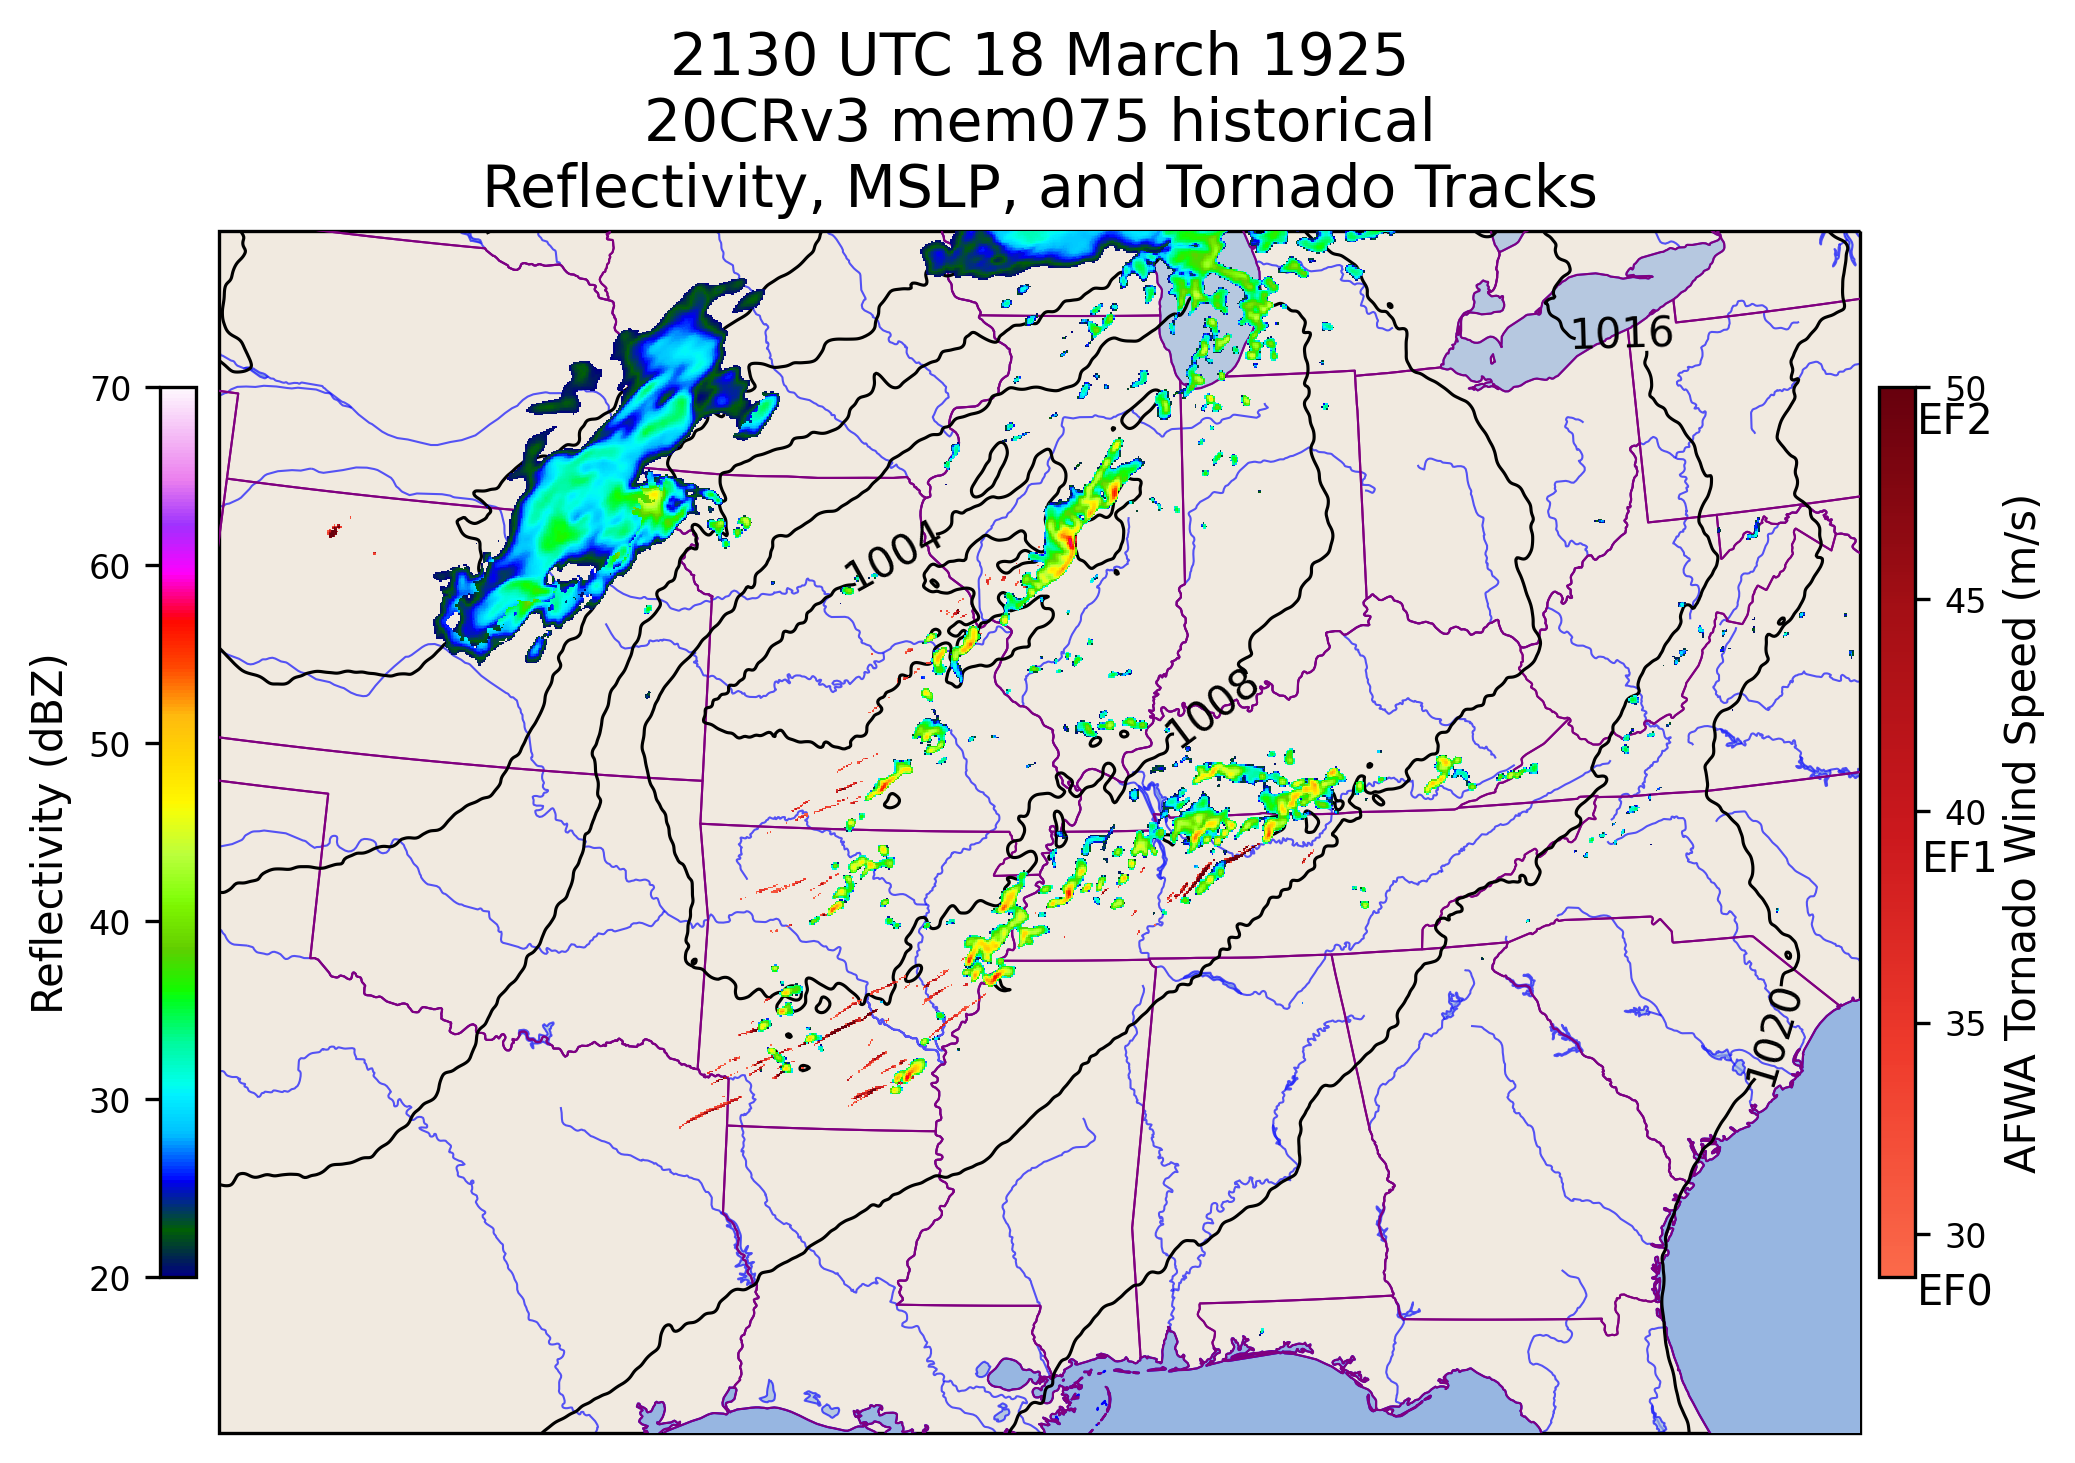 2130 UTC 18 March 1925
20CRv3 mem075 historical
Reflectivity, MSLP, and Tornado Tracks
Reflectivity (dBZ)
70
60
50
40
30
20
1016
1004
1008
1020
50
EF2
45
40
EF1
35
30
EF0
AFWA Tornado Wind Speed (m/s)